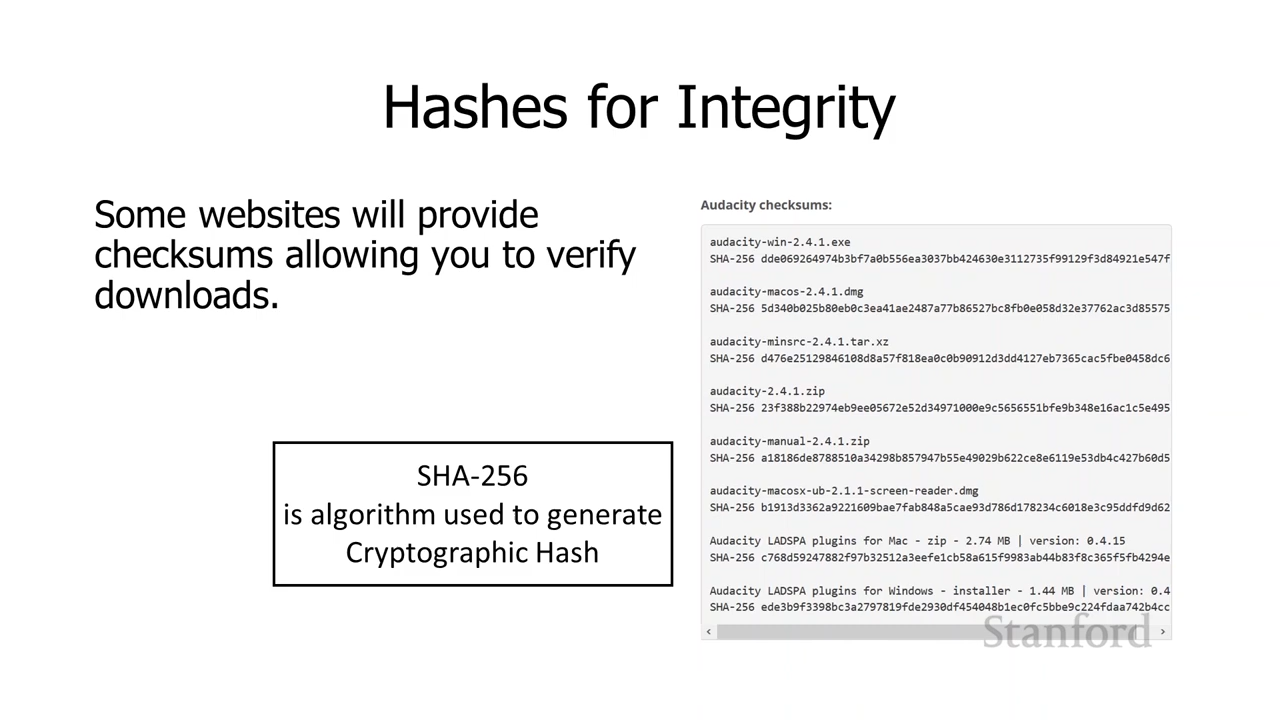 Hashes for Integrity
Some websites will provide
checksums allowing you to verify
downloads.
SHA-256
is algorithm used to generate
Cryptographic Hash
Audacity checksums:
audacity-win-2.4.1.exe
SHA-256 dde069264974b3bf7a0b556ea3037bb424630e3112735f99129f3d84921e547f
audacity-macos-2.4.1.dmg
SHA-256 5d340b025b80eb0c3ea41ae2487a77b86527bc8fb0e058d32e37762ac3d85575
audacity-minsrc-2.4.1.tar.xz
SHA-256 d476e25129846108d8a57f818ea0c0b90912d3dd4127eb7365cac5fbe0458dc6
audacity-2.4.1.zip
SHA-256 23f388b22974eb9ee05672e52d34971000e9c5656551bfe9b348e16ac1c5e495
audacity-manual-2.4.1.zip
SHA-256 a18186de8788510a34298b857947b55e49029b622ce8e6119e53db4c427b60d5
audacity-macosx-ub-2.1.1-screen-reader.dmg
SHA-256 b1913d3362a9221609bae7fab848a5cae93d786d178234c6018e3c95ddfd9d62
Audacity LADSPA plugins for Mac - zip - 2.74 MB | version: 0.4.15
SHA-256 c768d59247882f97b32512a3eefe1cb58a615f9983ab44b83f8c365f5fb4294e
Audacity LADSPA plugins for Windows - installer - 1.44 MB | version: 0.4
SHA-256 ede3b9f3398bc3a2797819fde2930df454048b1ec0fc5bbe9c224fdaa742b4cc
Stanford